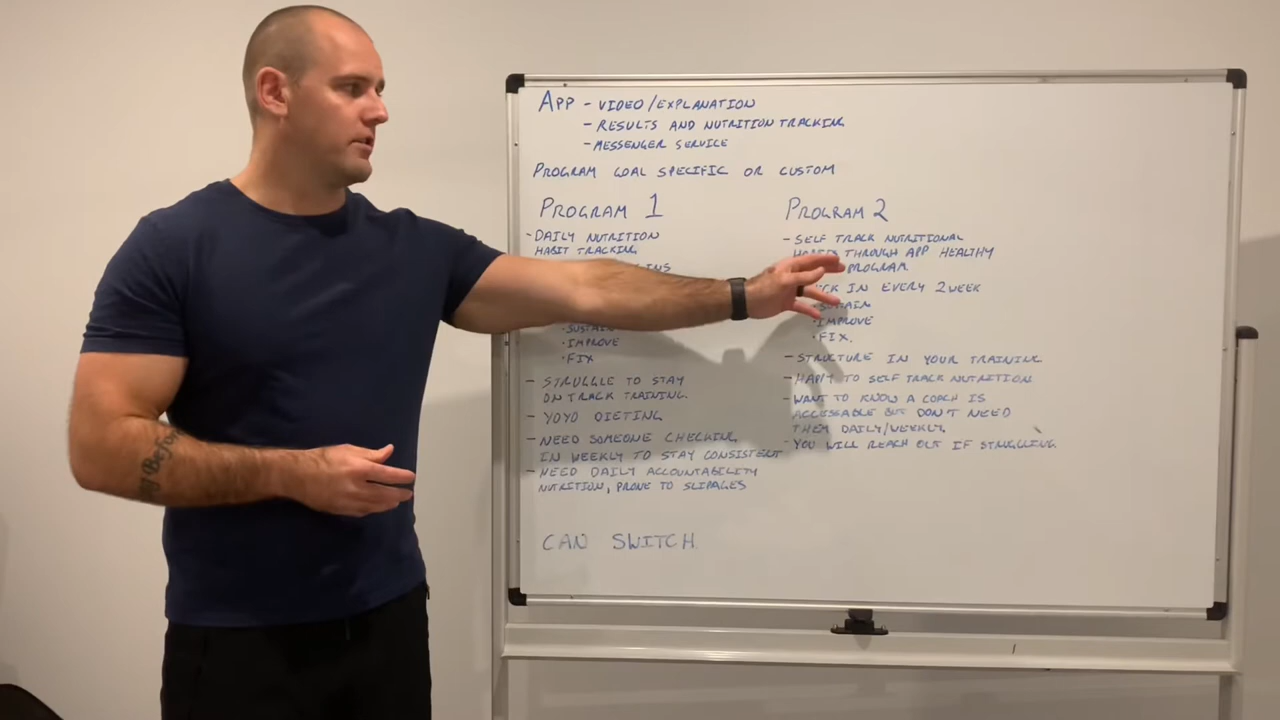 APP - VIDEO/EXPLANATION
- RESULTS AND NUTRITION TRACKING
- MESSENGER SERVICE
PROGRAM GOAL SPECIFIC OR CUSTOM
PROGRAM 1
- DAILY NUTRITION
HABIT TRACKING
· SUSTAIN
· IMPROVE
· FIX
- STRUGGLE TO STAY
ON TRACK TRAINING.
- YOYO DIETING
- NEED SOMEONE CHECKING
IN WEEKLY TO STAY CONSISTENT
- NEED DAILY ACCOUNTABILITY
NUTRITION, PRONE TO SLIPAGES
CAN SWITCH.
PROGRAM 2
- SELF TRACK NUTRITIONAL
THROUGH APP HEALTHY
PROGRAM
IN EVERY 2 WEEK
· IMPROVE
· FIX.
- STRUCTURE IN YOUR TRAINING
- HAPPY TO SELF TRACK NUTRITION
- WANT TO KNOW A COACH IS
ACCESSABLE BUT DON'T NEED
THEM DAILY/WEEKLY.
- YOU WILL REACH OUT IF STRUGGLING.
Before